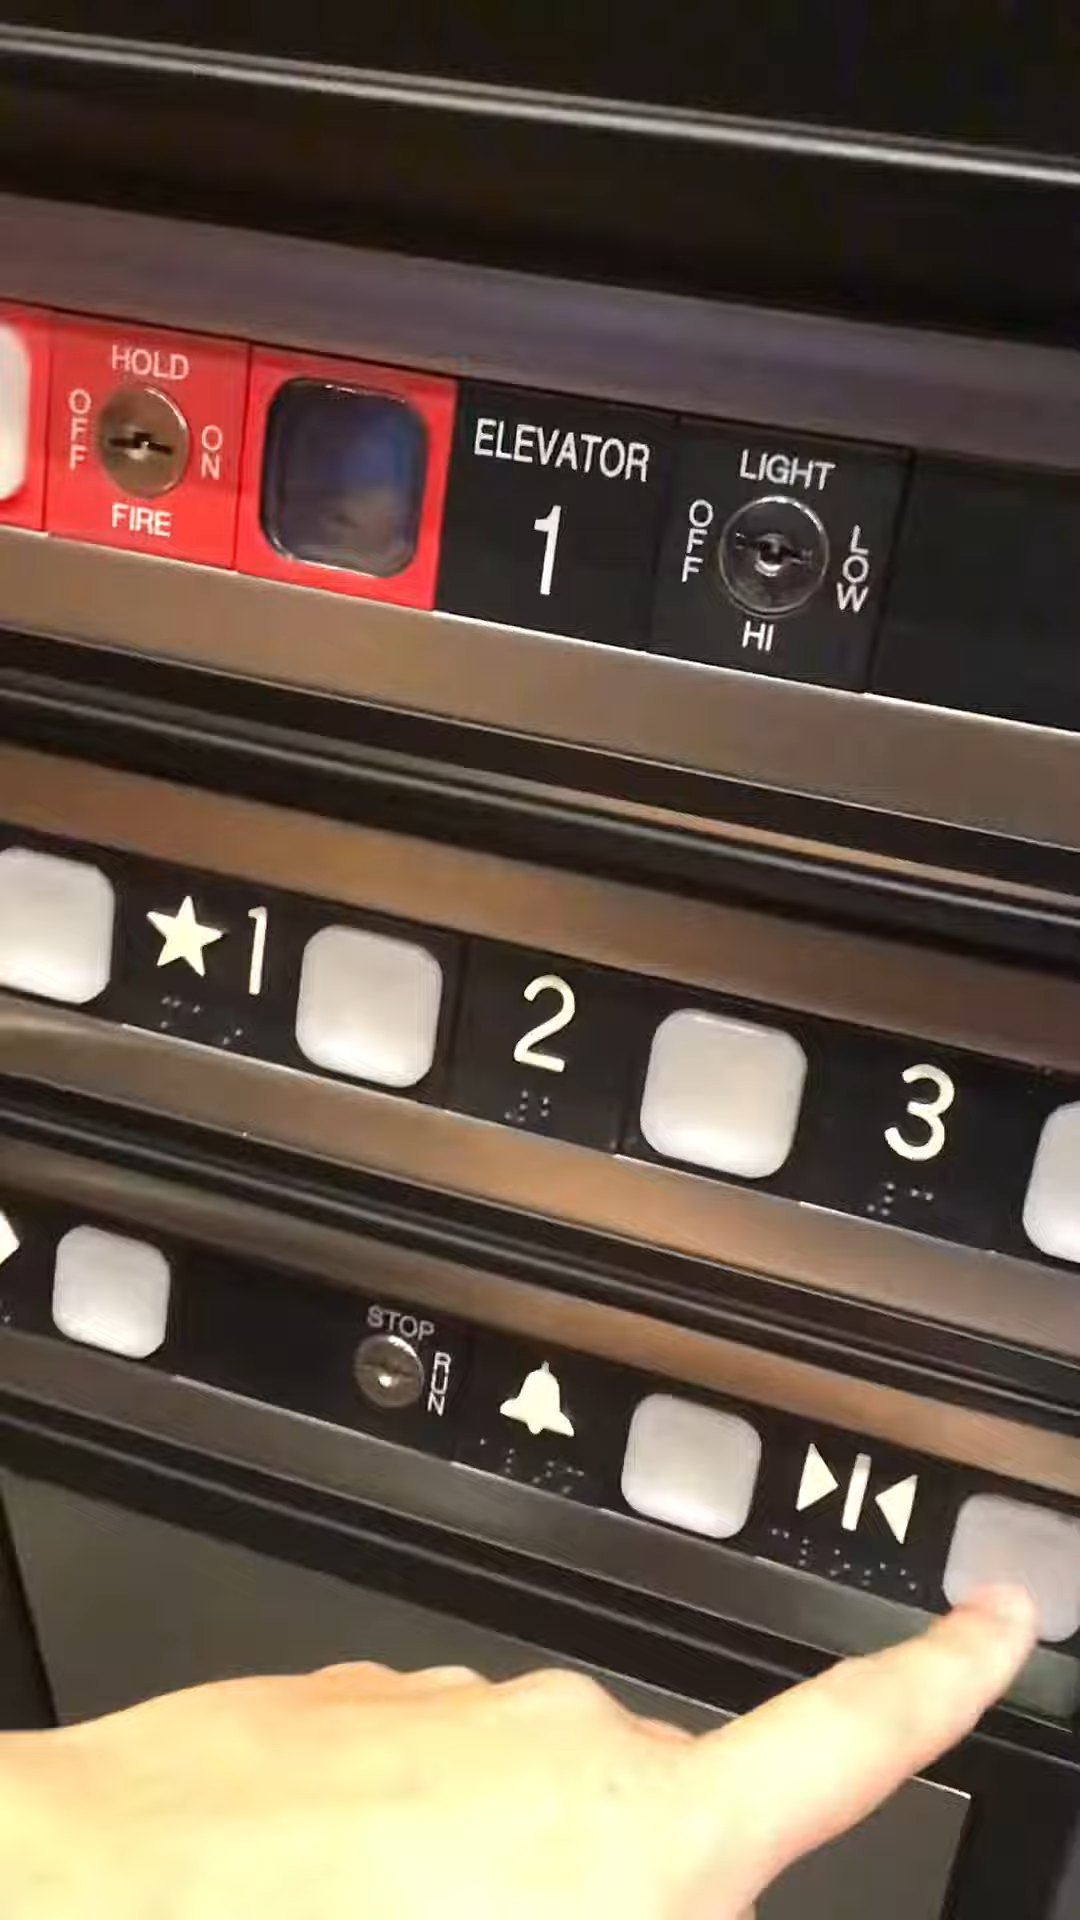 HOLD
OFF
ON
FIRE
ELEVATOR
1
LIGHT
OFF
LOW
HI
★1
2
3
STOP
RUN